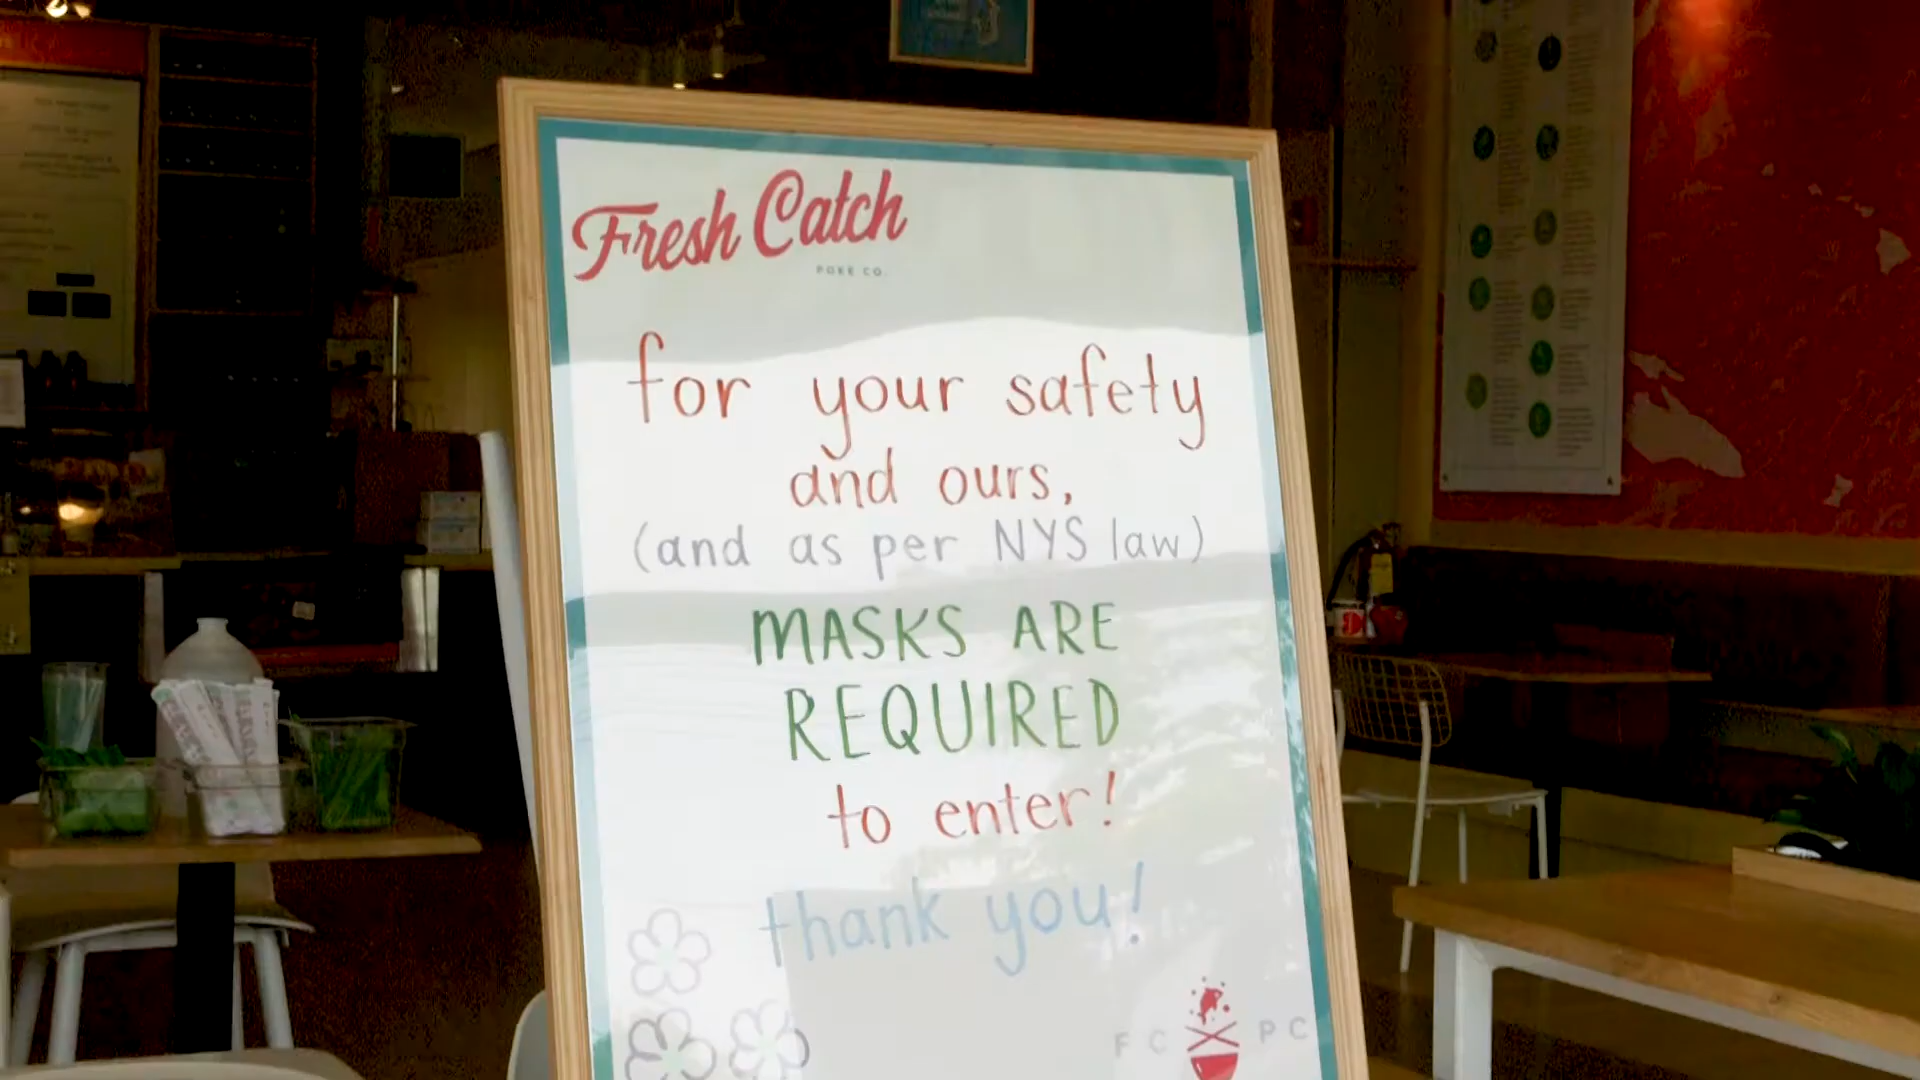 Fresh Catch
POKE CO.
for your safety
and ours,
(and as per NYS law)
MASKS ARE
REQUIRED
to enter!
thank you!
FC PC